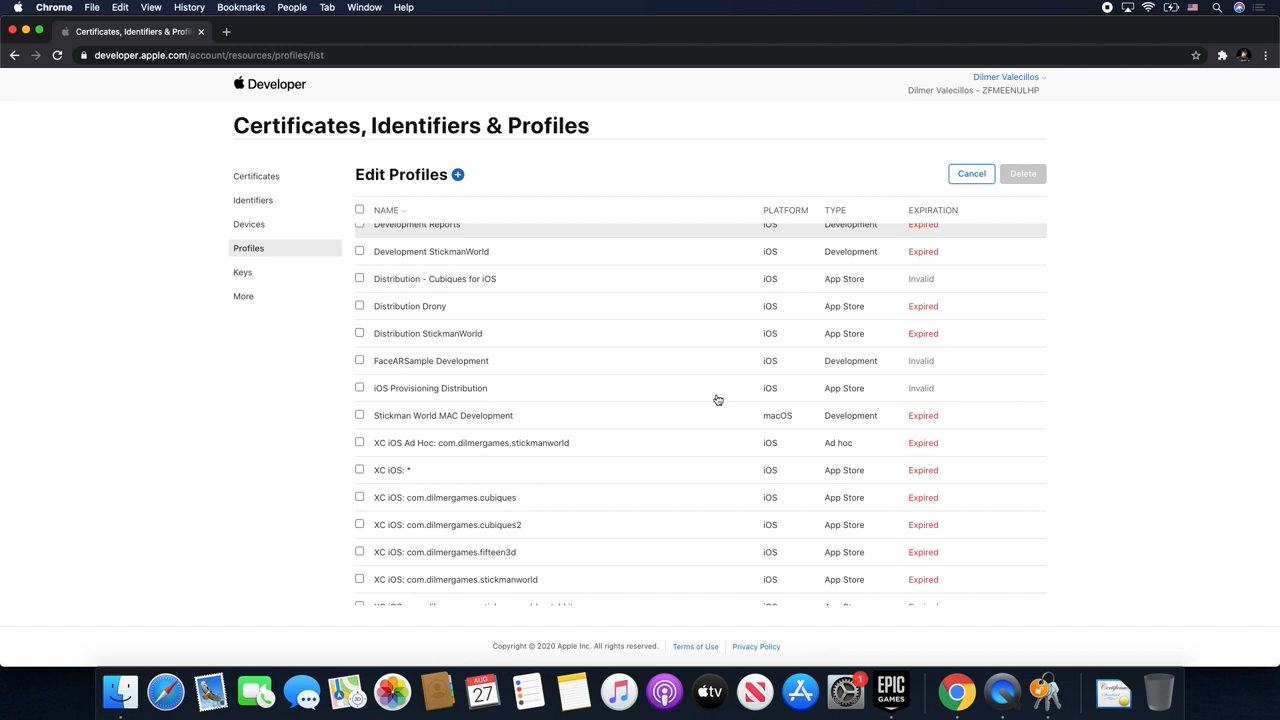 Chrome File Edit View History Bookmarks People Tab Window Help
Certificates, Identifiers & Profil
developer.apple.com/account/resources/profiles/list
Developer
Dilmer Valecillos
Dilmer Valecillos - ZFMEENULHP
Certificates, Identifiers & Profiles
Certificates
Identifiers
Devices
Profiles
Keys
More
Edit Profiles
Cancel Delete
NAME PLATFORM TYPE EXPIRATION
Development Reports iOS Development Expired
Development StickmanWorld iOS Development Expired
Distribution - Cubiques for iOS iOS App Store Invalid
Distribution Drony iOS App Store Expired
Distribution StickmanWorld iOS App Store Expired
FaceARSample Development iOS Development Invalid
iOS Provisioning Distribution iOS App Store Invalid
Stickman World MAC Development macOS Development Expired
XC iOS Ad Hoc: com.dilmergames.stickmanworld iOS Ad hoc Expired
XC iOS: * iOS App Store Expired
XC iOS: com.dilmergames.cubiques iOS App Store Expired
XC iOS: com.dilmergames.cubiques2 iOS App Store Expired
XC iOS: com.dilmergames.fifteen3d iOS App Store Expired
XC iOS: com.dilmergames.stickmanworld iOS App Store Expired
Copyright © 2020 Apple Inc. All rights reserved. Terms of Use Privacy Policy
AUG
27
tv
1
EPIC
GAMES